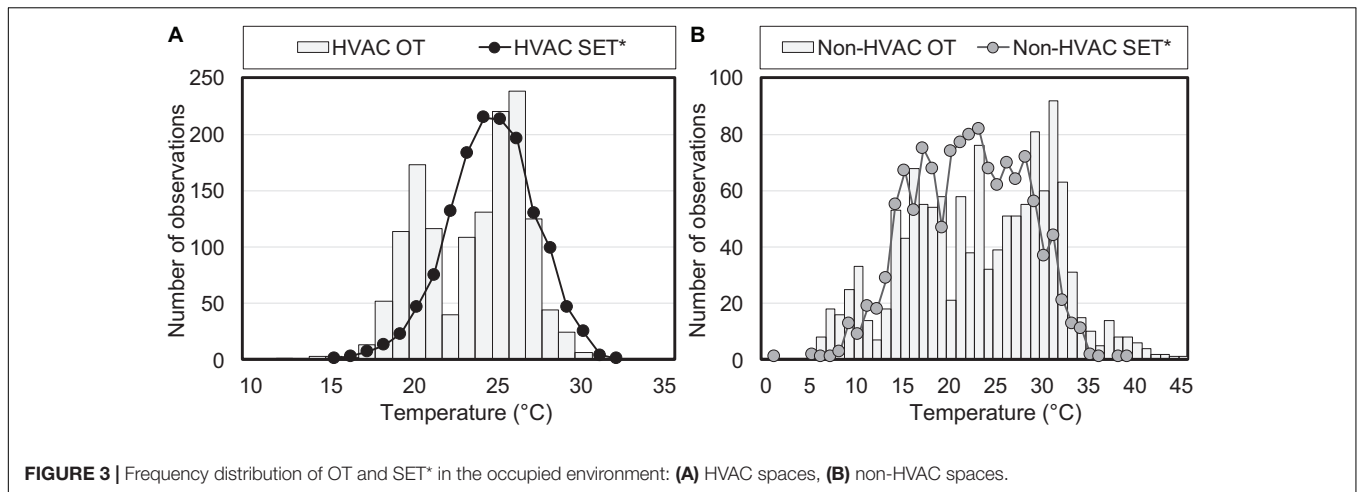 A
HVAC OT
HVAC SET*
Number of observations
250
200
150
100
50
0
10 15 20 25 30 35
Temperature (°C)
B
Non-HVAC OT
Non-HVAC SET*
Number of observations
100
80
60
40
20
0
0 5 10 15 20 25 30 35 40 45
Temperature (°C)
FIGURE 3 | Frequency distribution of OT and SET* in the occupied environment: (A) HVAC spaces, (B) non-HVAC spaces.